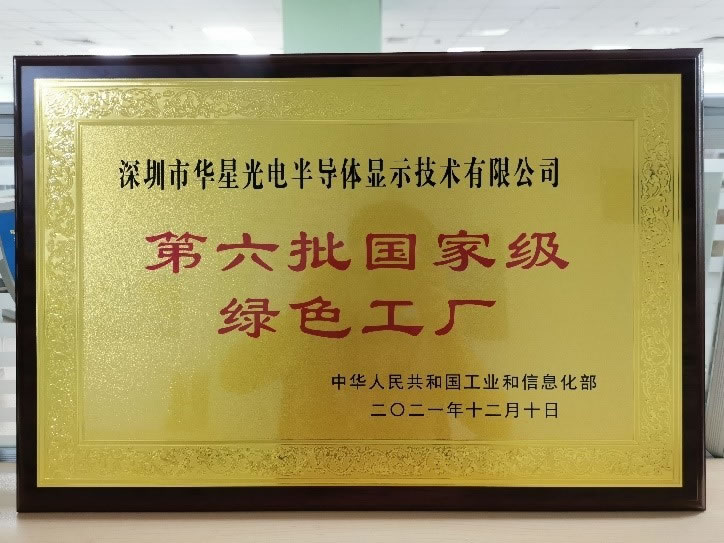 深圳市华星光电半导体显示技术有限公司
第六批国家级
绿色工厂
中华人民共和国工业和信息化部
二〇二一年十二月十日